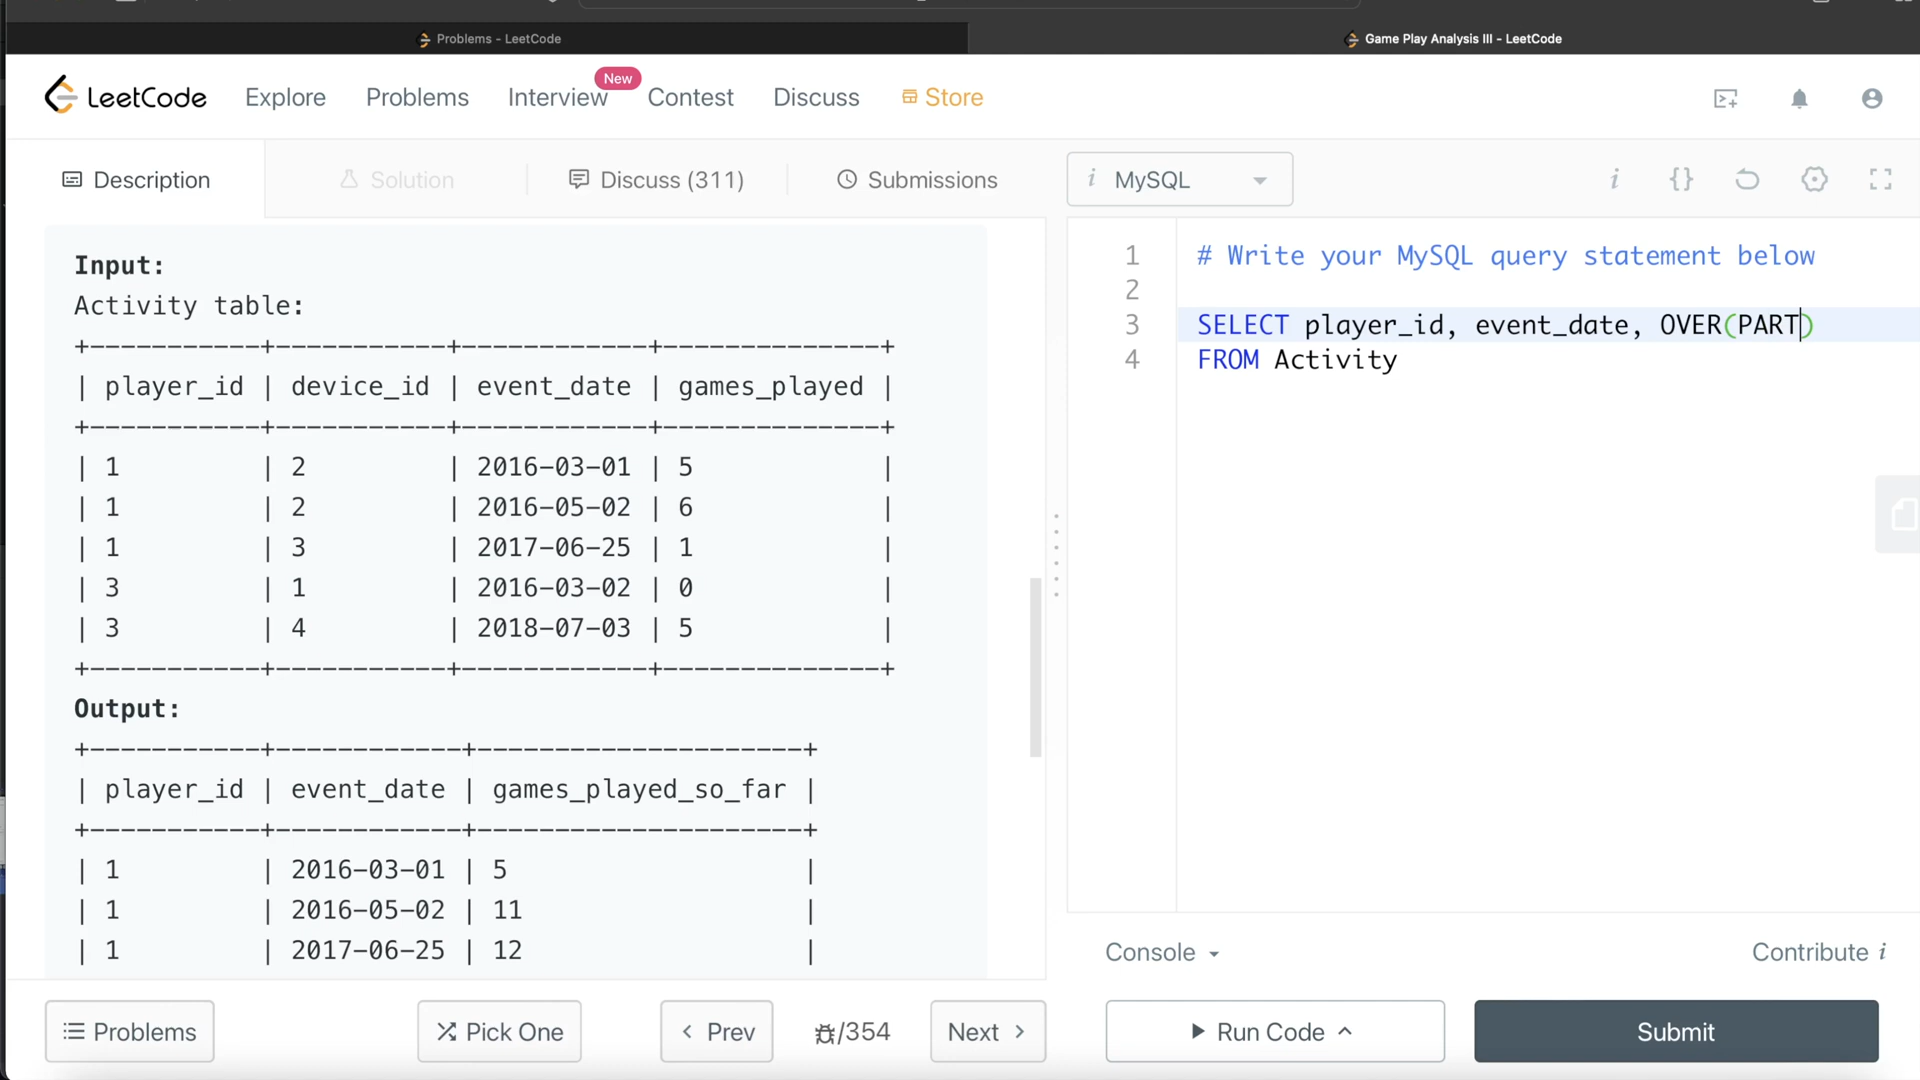 Problems - LeetCode
Game Play Analysis III - LeetCode
LeetCode Explore Problems Interview New Contest Discuss Store
Description Solution Discuss (311) Submissions
i MySQL
i {}
Input:
Activity table:
+-----------+-----------+------------+--------------+
| player_id | device_id | event_date | games_played |
+-----------+-----------+------------+--------------+
| 1         | 2         | 2016-03-01 | 5            |
| 1         | 2         | 2016-05-02 | 6            |
| 1         | 3         | 2017-06-25 | 1            |
| 3         | 1         | 2016-03-02 | 0            |
| 3         | 4         | 2018-07-03 | 5            |
+-----------+-----------+------------+--------------+
Output:
+-----------+------------+---------------------+
| player_id | event_date | games_played_so_far |
+-----------+------------+---------------------+
| 1         | 2016-03-01 | 5                   |
| 1         | 2016-05-02 | 11                  |
| 1         | 2017-06-25 | 12                  |
1 # Write your MySQL query statement below
2
3 SELECT player_id, event_date, OVER(PART)
4 FROM Activity
Console
Contribute i
Problems Pick One Prev /354 Next Run Code Submit